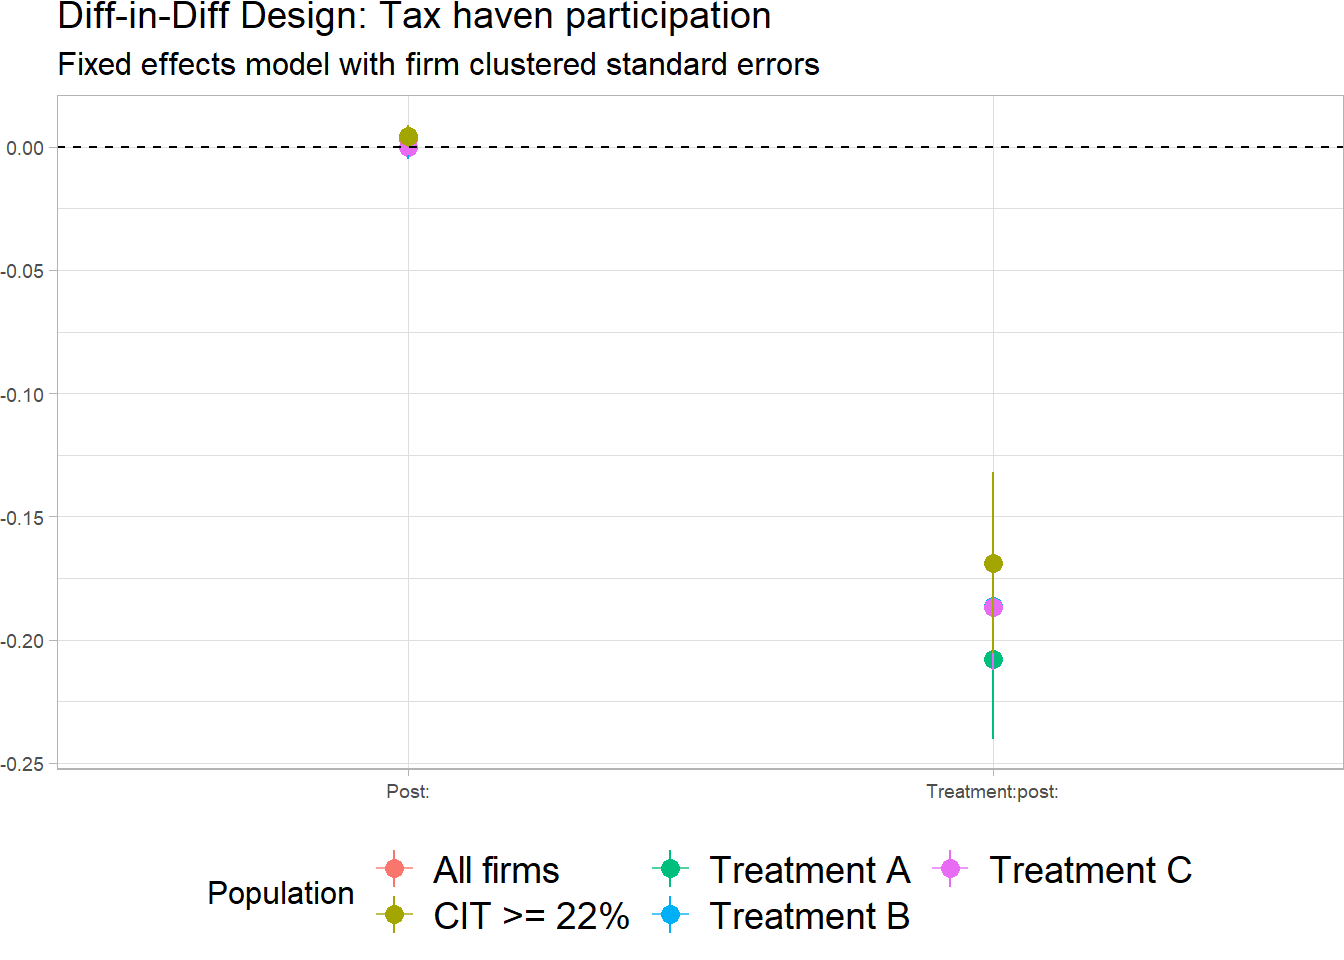 Diff-in-Diff Design: Tax haven participation
Fixed effects model with firm clustered standard errors
0.00
-0.05
-0.10
-0.15
-0.20
-0.25
Post:
Treatment:post:
Population
All firms
CIT >= 22%
Treatment A
Treatment B
Treatment C